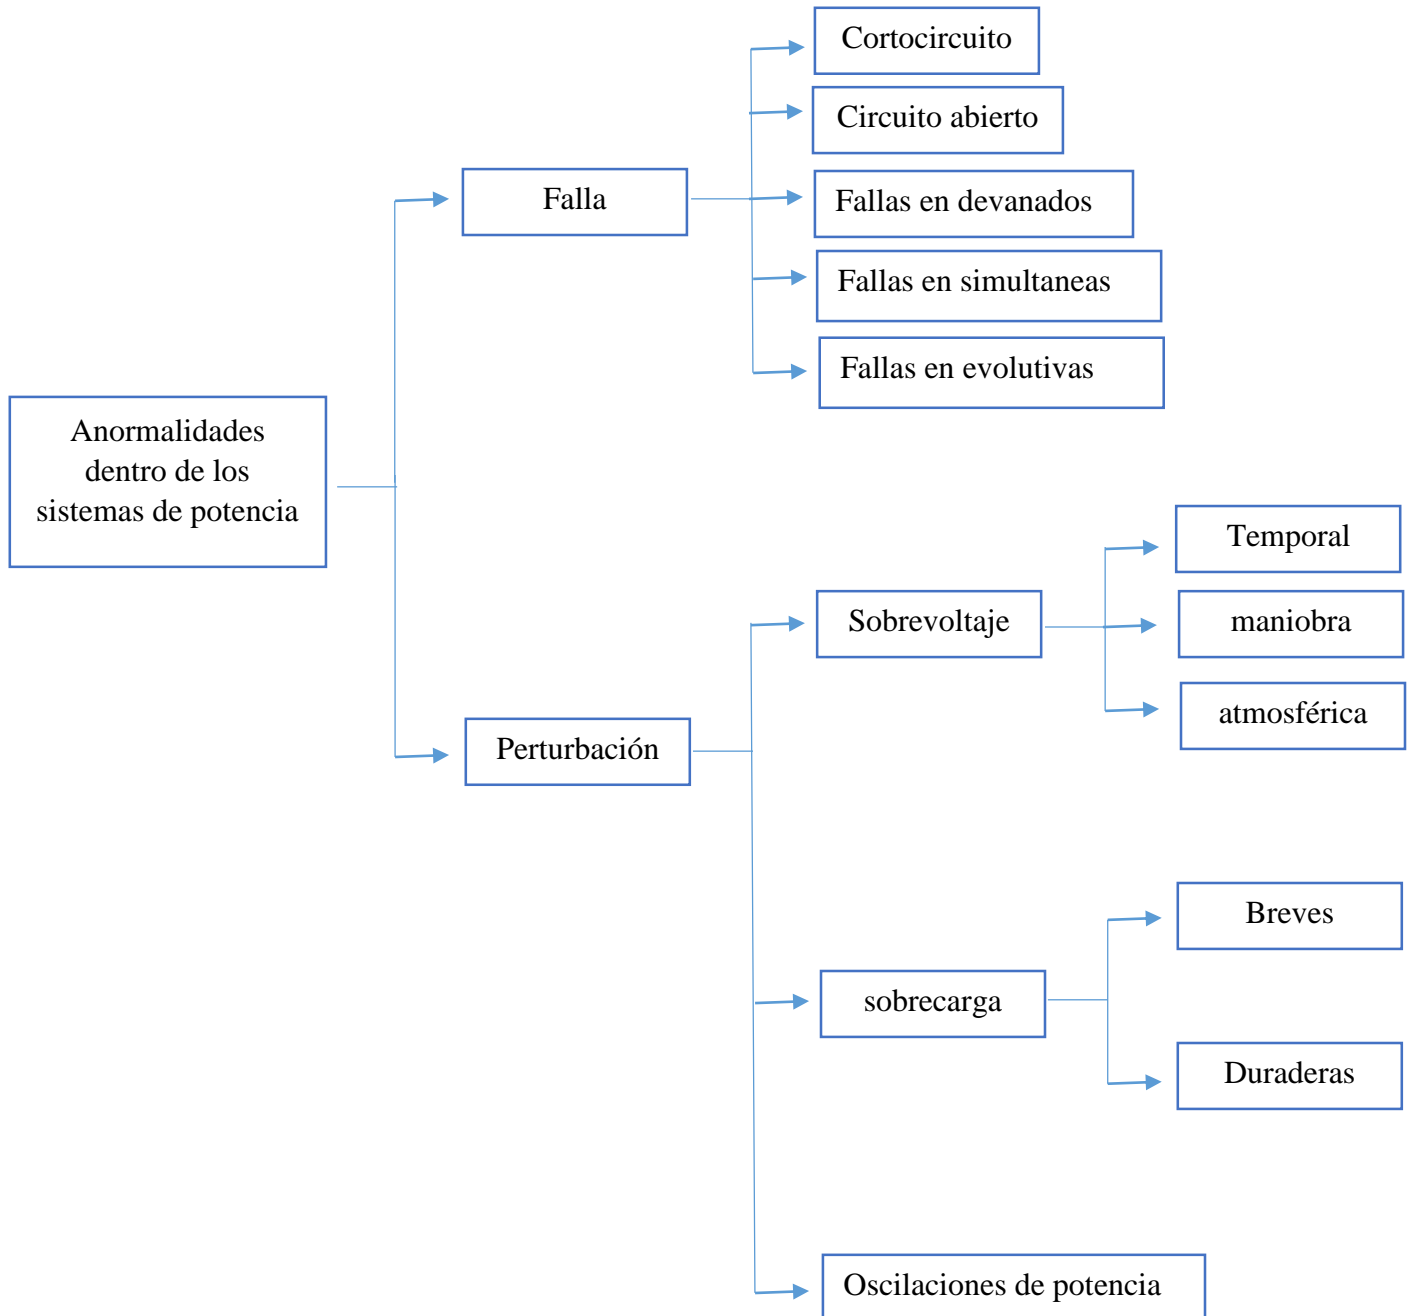 Cortocircuito
Circuito abierto
Falla
Fallas en devanados
Fallas en simultaneas
Fallas en evolutivas
Anormalidades
dentro de los
sistemas de potencia
Temporal
Sobrevoltaje
maniobra
atmosférica
Perturbación
Breves
sobrecarga
Duraderas
Oscilaciones de potencia